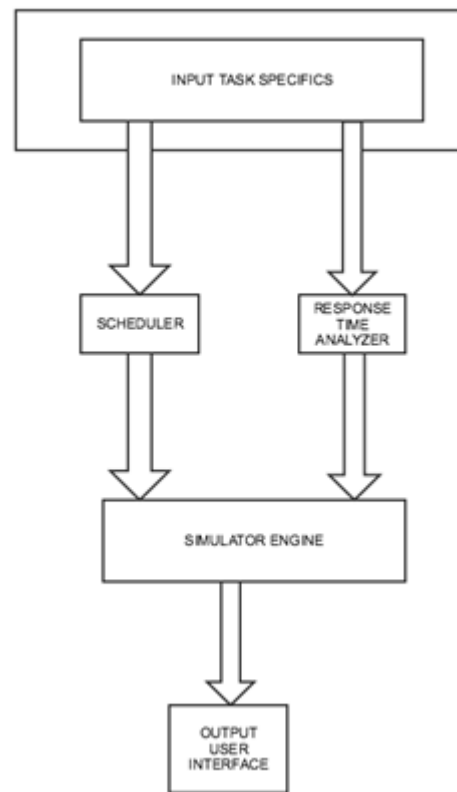 INPUT TASK SPECIFICS
SCHEDULER
RESPONSE
TIME
ANALYZER
SIMULATOR ENGINE
OUTPUT
USER
INTERFACE